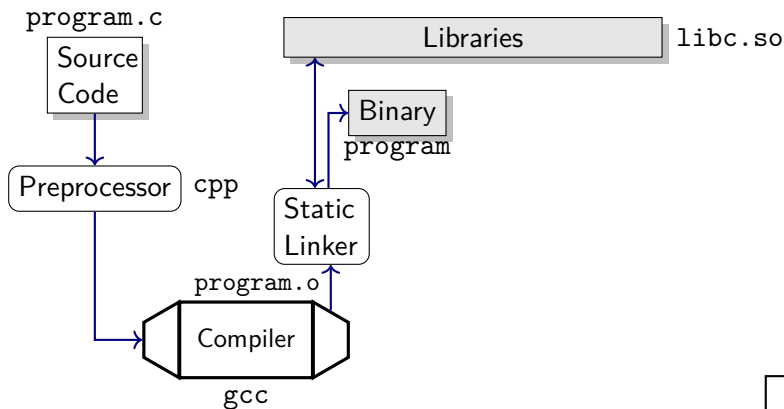 program.c
Source
Code
Preprocessor
cpp
Libraries
libc.so
Binary
program
Static
Linker
program.o
Compiler
gcc